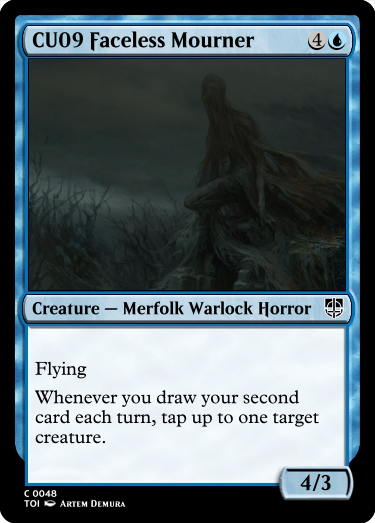 CU09 Faceless Mourner 4
Creature — Merfolk Warlock Horror
Flying
Whenever you draw your second
card each turn, tap up to one target
creature.
4/3
C 0048
TOI Artem Demura